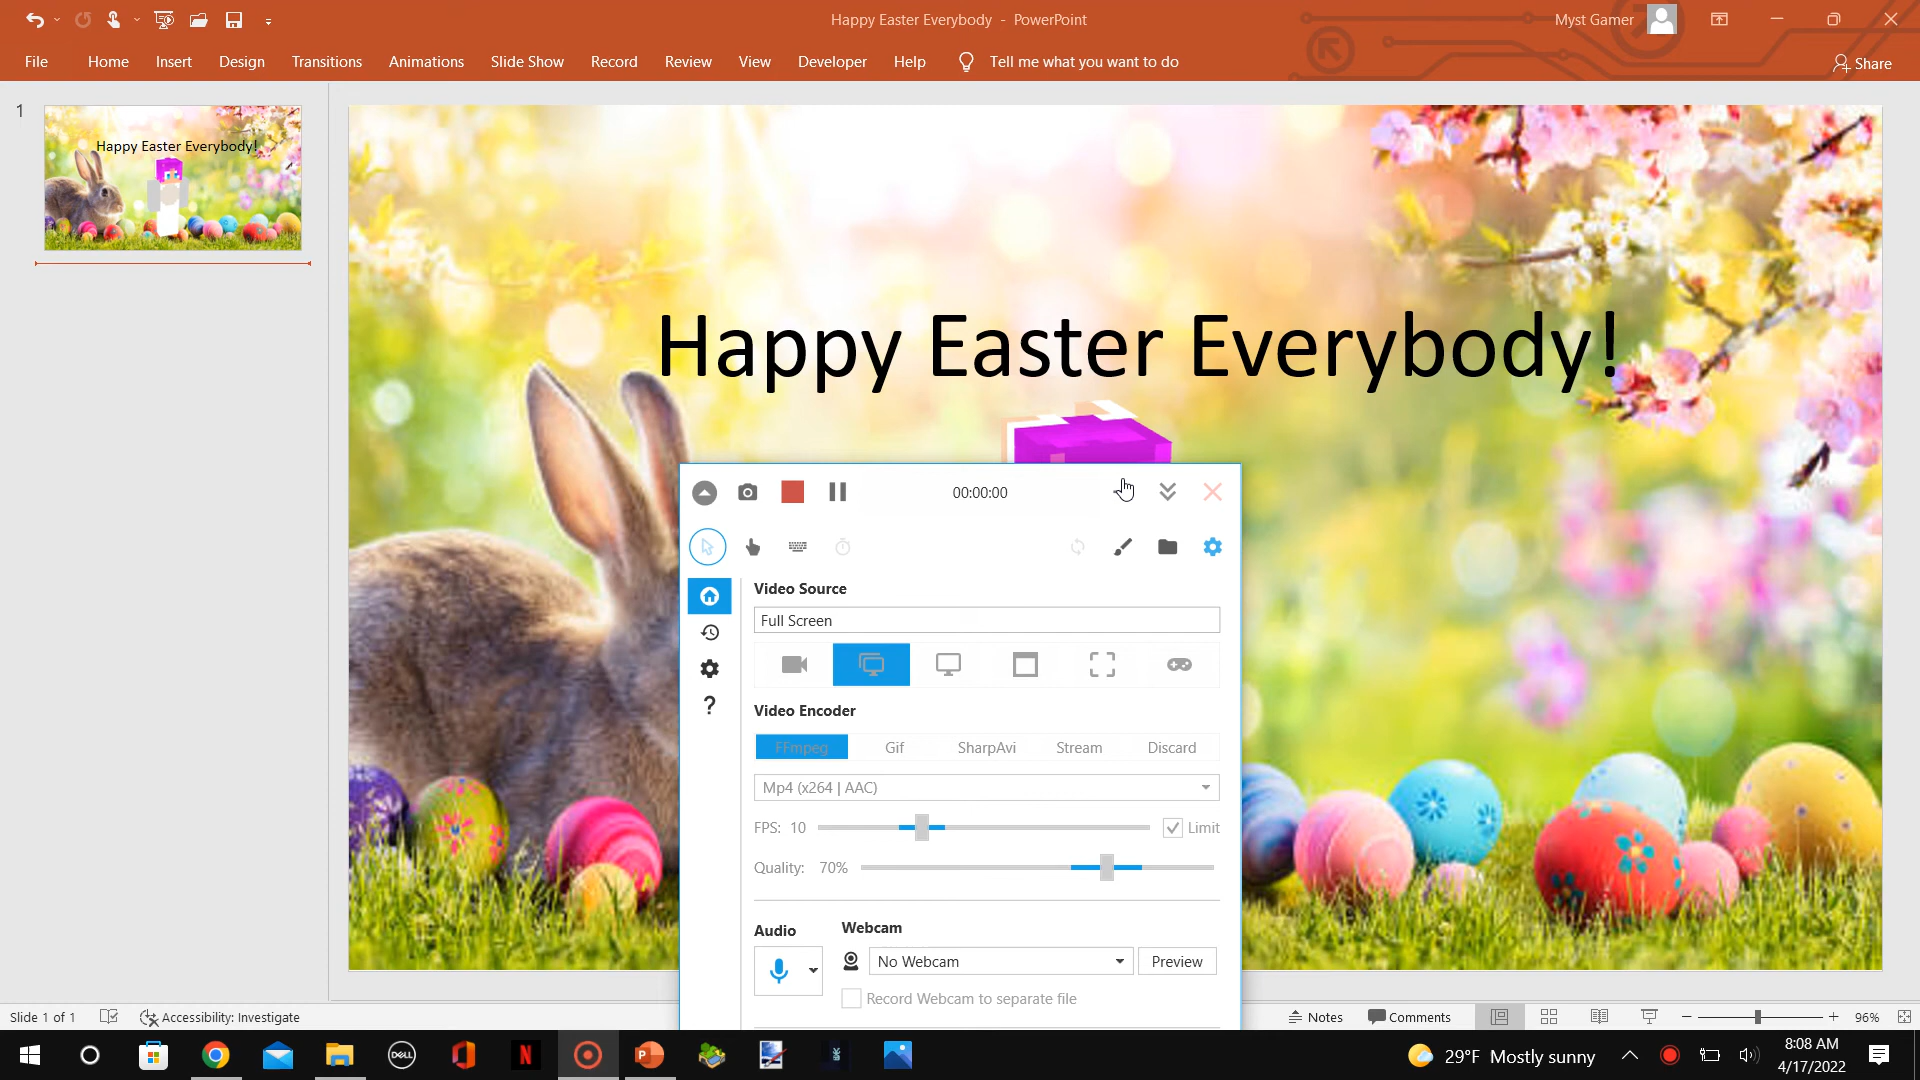 Happy Easter Everybody - PowerPoint
Myst Gamer
File Home Insert Design Transitions Animations Slide Show Record Review View Developer Help Tell me what you want to do
Share
1
Happy Easter Everybody!
Happy Easter Everybody!
00:00:00
Video Source
Full Screen
Video Encoder
FFmpeg Gif SharpAvi Stream Discard
Mp4 (x264 | AAC)
FPS: 10 Limit
Quality: 70%
Audio
Webcam
No Webcam Preview
Record Webcam to separate file
Slide 1 of 1 Accessibility: Investigate Notes Comments 96%
DELL N 29°F Mostly sunny
8:08 AM
4/17/2022